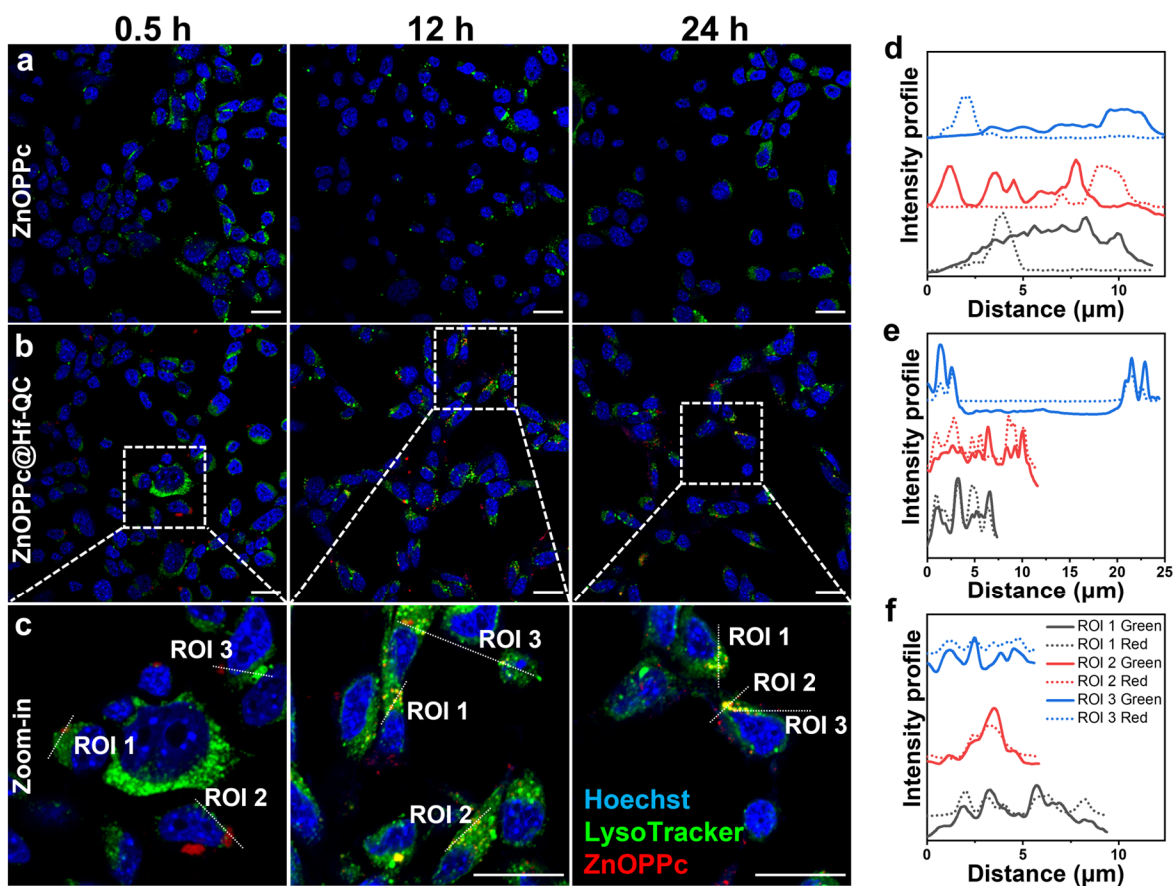 0.5 h 12 h 24 h
a
ZnOPPc
b
ZnOPPc@Hf-QC
c
Zoom-in
ROI 3
ROI 1
ROI 2
ROI 3
ROI 1
ROI 2
ROI 1
ROI 2
ROI 3
Hoechst
LysoTracker
ZnOPPc
d
Intensity profile
0 5 10
Distance (µm)
e
Intensity profile
0 5 10 15 20 25
Distance (µm)
f
Intensity profile
ROI 1 Green
ROI 1 Red
ROI 2 Green
ROI 2 Red
ROI 3 Green
ROI 3 Red
0 5 10
Distance (µm)